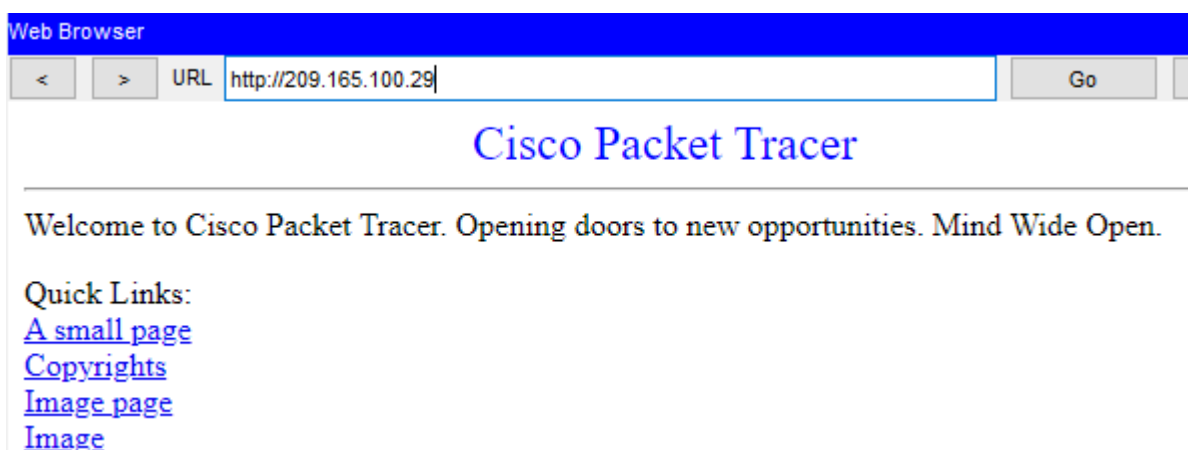 Web Browser
< > URL http://209.165.100.29 Go
Cisco Packet Tracer
Welcome to Cisco Packet Tracer. Opening doors to new opportunities. Mind Wide Open.
Quick Links:
A small page
Copyrights
Image page
Image